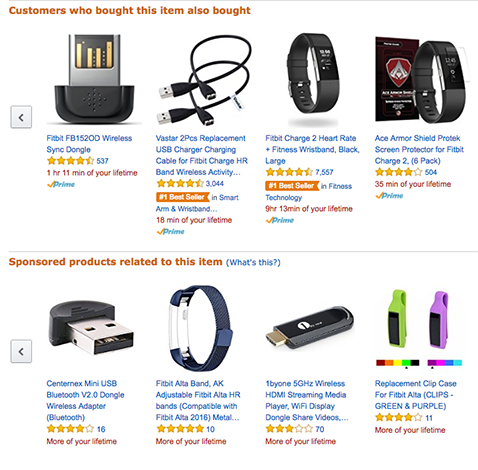 Customers who bought this item also bought
Fitbit FB152OD Wireless
Sync Dongle
537
1 hr 11 min of your lifetime
Prime
Vastar 2Pcs Replacement
USB Charger Charging
Cable for Fitbit Charge HR
Band Wireless Activity…
3,044
#1 Best Seller in Smart
Arm & Wristband…
18 min of your lifetime
Prime
Fitbit Charge 2 Heart Rate
+ Fitness Wristband, Black,
Large
7,557
#1 Best Seller in Fitness
Technology
9hr 13min of your lifetime
Prime
ACE ARMOR SHIELD
Ace Armor Shield Protek
Screen Protector for Fitbit
Charge 2, (6 Pack)
504
35 min of your lifetime
Prime
Sponsored products related to this item (What's this?)
Centernex Mini USB
Bluetooth V2.0 Dongle
Wireless Adapter
(Bluetooth)
16
More of your lifetime
Fitbit Alta Band, AK
Adjustable Fitbit Alta HR
bands (Compatible with
Fitbit Alta 2016) Metal…
10
More of your lifetime
1byone 5GHz Wireless
HDMI Streaming Media
Player, WiFi Display
Dongle Share Videos,…
70
More of your lifetime
Replacement Clip Case
For Fitbit Alta (CLIPS -
GREEN & PURPLE)
11
More of your lifetime